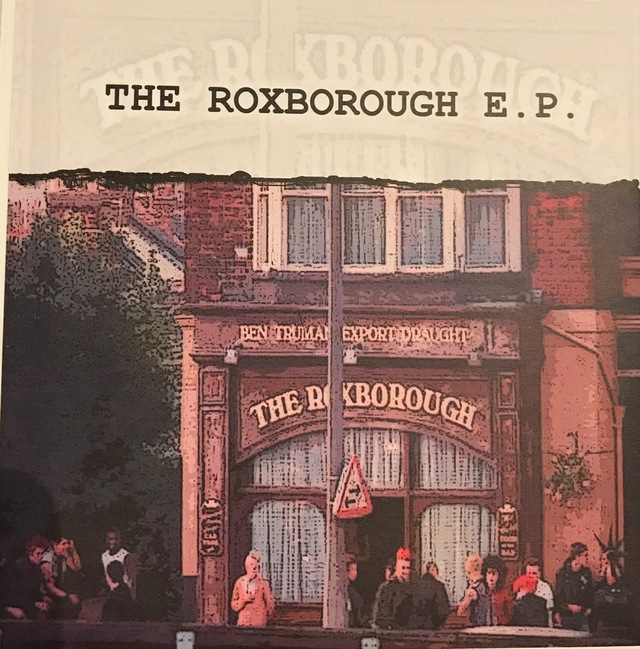 THE ROXBOROUGH E.P.
BEN TRUMAN EXPORT DRAUGHT
THE ROXBOROUGH